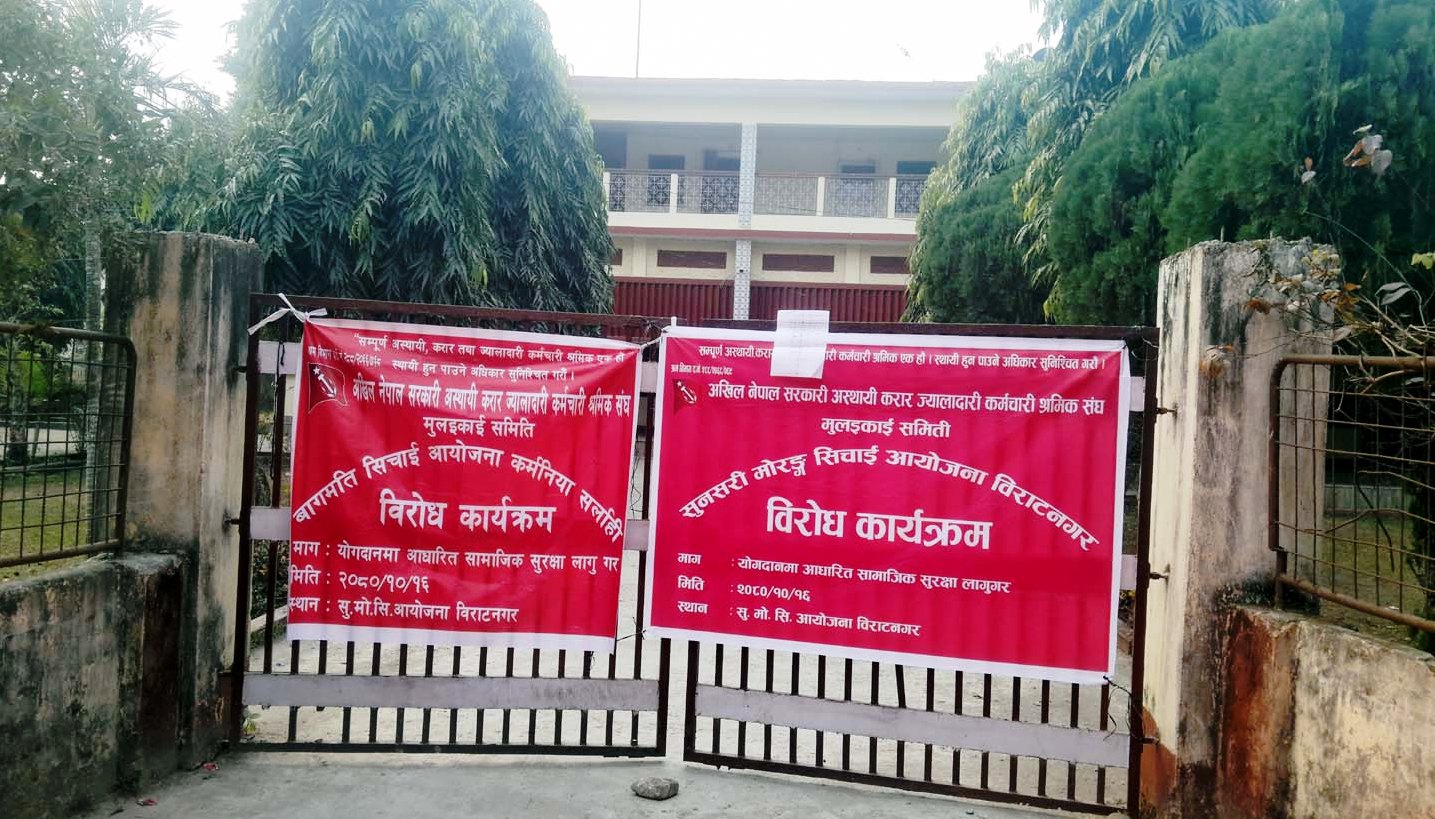 "सम्पूर्ण अस्थायी, करार तथा ज्यालादारी कर्मचारी श्रमिक एक हौं
स्थायी हुन पाउने अधिकार सुनिश्चित गरौं ।
अखिल नेपाल सरकारी अस्थायी करार ज्यालादारी कर्मचारी श्रमिक संघ
मुलइकाई समिति
बागमति सिचाई आयोजना कर्मनिया सर्लाही
विरोध कार्यक्रम
माग : योगदानमा आधारित सामाजिक सुरक्षा लागु गर
मिति : २०८०/१०/१६
स्थान : सु.मो.सि.आयोजना विराटनगर
सम्पूर्ण अस्थायी करार कर्मचारी श्रमिक एक हौ । स्थायी हुन पाउने अधिकार सुनिश्चित गरौं ।
अखिल नेपाल सरकारी अस्थायी करार ज्यालादारी कर्मचारी श्रमिक संघ
मुलइकाई समिती
सुनसरी मोरङ्ग सिचाई आयोजना विराटनगर
विरोध कार्यक्रम
माग : योगदानमा आधारित सामाजिक सुरक्षा लागुगर
मिति : २०८०/१०/१६
स्थान : सु. मो. सि. आयोजना विराटनगर